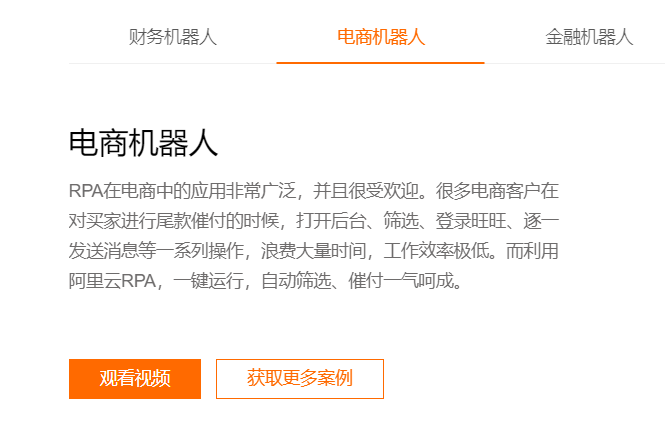 财务机器人
电商机器人
金融机器人
电商机器人
RPA在电商中的应用非常广泛，并且很受欢迎。很多电商客户在
对买家进行尾款催付的时候，打开后台、筛选、登录旺旺、逐一
发送消息等一系列操作，浪费大量时间，工作效率极低。而利用
阿里云RPA，一键运行，自动筛选、催付一气呵成。
观看视频
获取更多案例